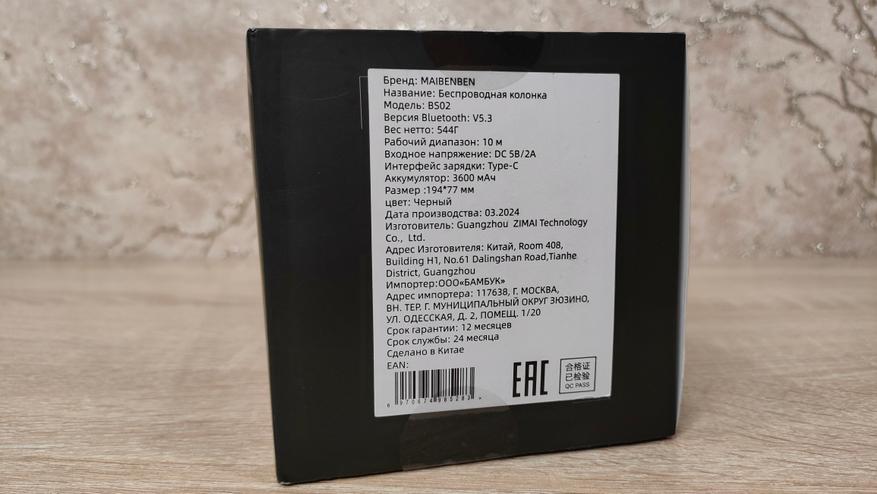 Бренд: MAIBENBEN
Название: Беспроводная колонка
Модель: BS02
Версия Bluetooth: V5.3
Вес нетто: 544Г
Рабочий диапазон: 10 м
Входное напряжение: DC 5В/2А
Интерфейс зарядки: Type-C
Аккумулятор: 3600 мАч
Размер :194*77 мм
цвет: Черный
Дата производства: 03.2024
Изготовитель: Guangzhou ZIMAI Technology
Co., Ltd.
Адрес Изготовителя: Китай, Room 408,
Building H1, No.61 Dalingshan Road,Tianhe
District, Guangzhou
Импортер:ООО«БАМБУК»
Адрес импортера: 117638, Г. МОСКВА,
ВН. ТЕР. Г. МУНИЦИПАЛЬНЫЙ ОКРУГ ЗЮЗИНО,
УЛ. ОДЕССКАЯ, Д. 2, ПОМЕЩ. 1/20
Срок гарантии: 12 месяцев
Срок службы: 24 месяца
Сделано в Китае
EAN:
EAC
合格证
已检验
QC PASS